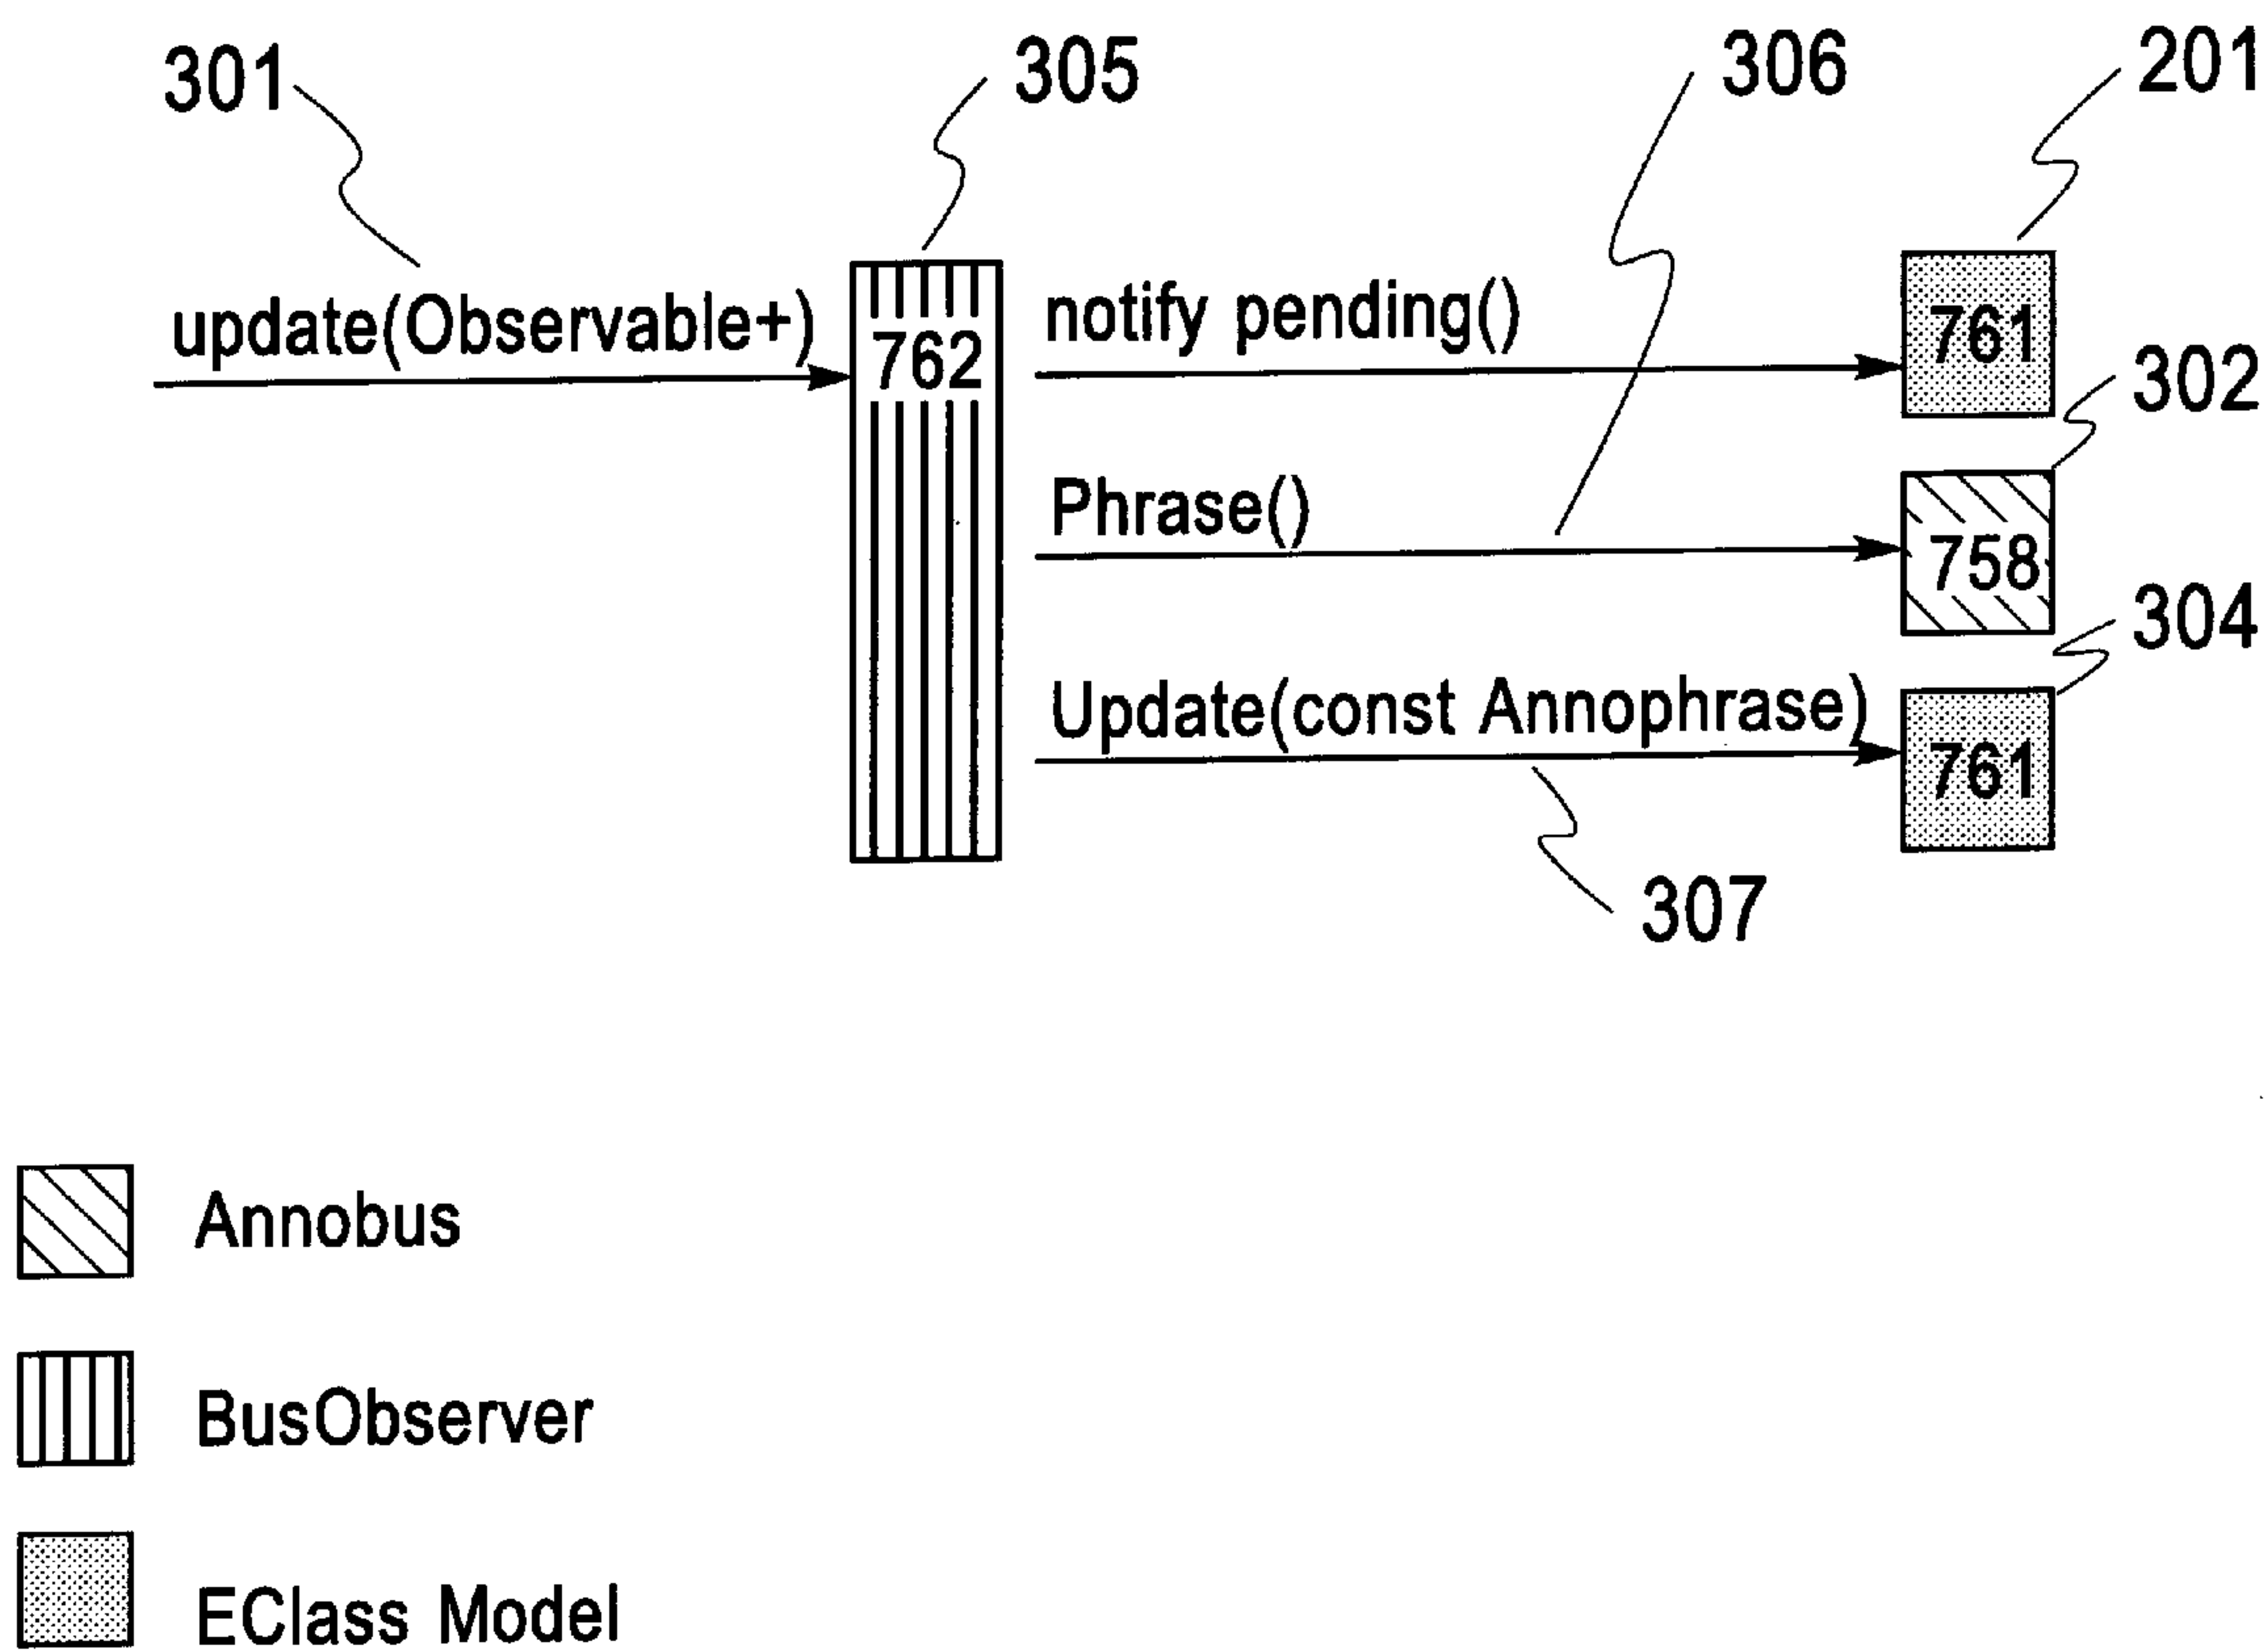 301
305
306
201
update(Observable+)
762
notify pending()
761
302
Phrase()
758
304
Update(const Annophrase)
761
307
Annobus
BusObserver
EClass Model